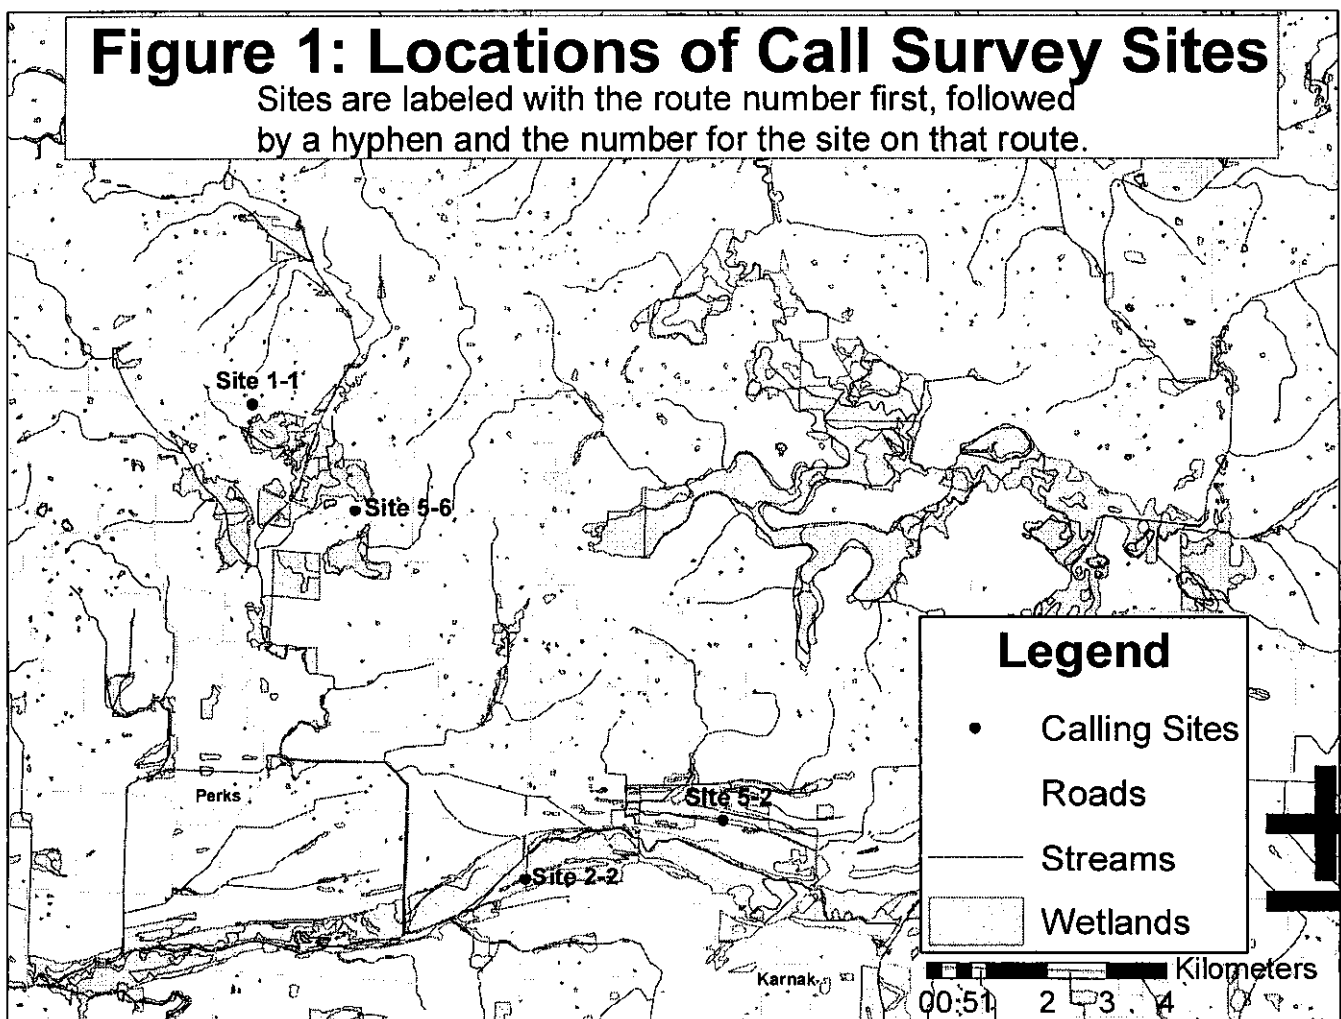 Figure 1: Locations of Call Survey Sites
Sites are labeled with the route number first, followed
by a hyphen and the number for the site on that route.
Site 1-1
Site 5-6
Legend
Calling Sites
Roads
Streams
Wetlands
Perks
Site 5-2
Site 2-2
Karnak
Kilometers
00.51 2 3 4